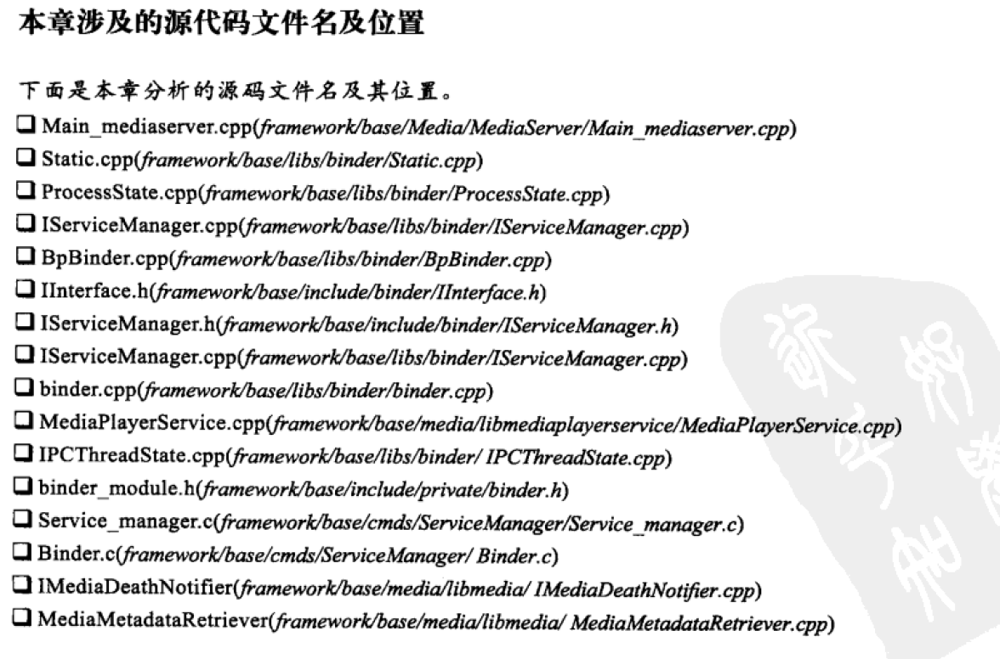 本章涉及的源代码文件名及位置
下面是本章分析的源码文件名及其位置。
❑ Main_mediaserver.cpp(framework/base/Media/MediaServer/Main_mediaserver.cpp)
❑ Static.cpp(framework/base/libs/binder/Static.cpp)
❑ ProcessState.cpp(framework/base/libs/binder/ProcessState.cpp)
❑ IServiceManager.cpp(framework/base/libs/binder/IServiceManager.cpp)
❑ BpBinder.cpp(framework/base/libs/binder/BpBinder.cpp)
❑ IInterface.h(framework/base/include/binder/IInterface.h)
❑ IServiceManager.h(framework/base/include/binder/IServiceManager.h)
❑ IServiceManager.cpp(framework/base/libs/binder/IServiceManager.cpp)
❑ binder.cpp(framework/base/libs/binder/binder.cpp)
❑ MediaPlayerService.cpp(framework/base/media/libmediaplayerservice/MediaPlayerService.cpp)
❑ IPCThreadState.cpp(framework/base/libs/binder/ IPCThreadState.cpp)
❑ binder_module.h(framework/base/include/private/binder.h)
❑ Service_manager.c(framework/base/cmds/ServiceManager/Service_manager.c)
❑ Binder.c(framework/base/cmds/ServiceManager/ Binder.c)
❑ IMediaDeathNotifier(framework/base/media/libmedia/ IMediaDeathNotifier.cpp)
❑ MediaMetadataRetriever(framework/base/media/libmedia/ MediaMetadataRetriever.cpp)